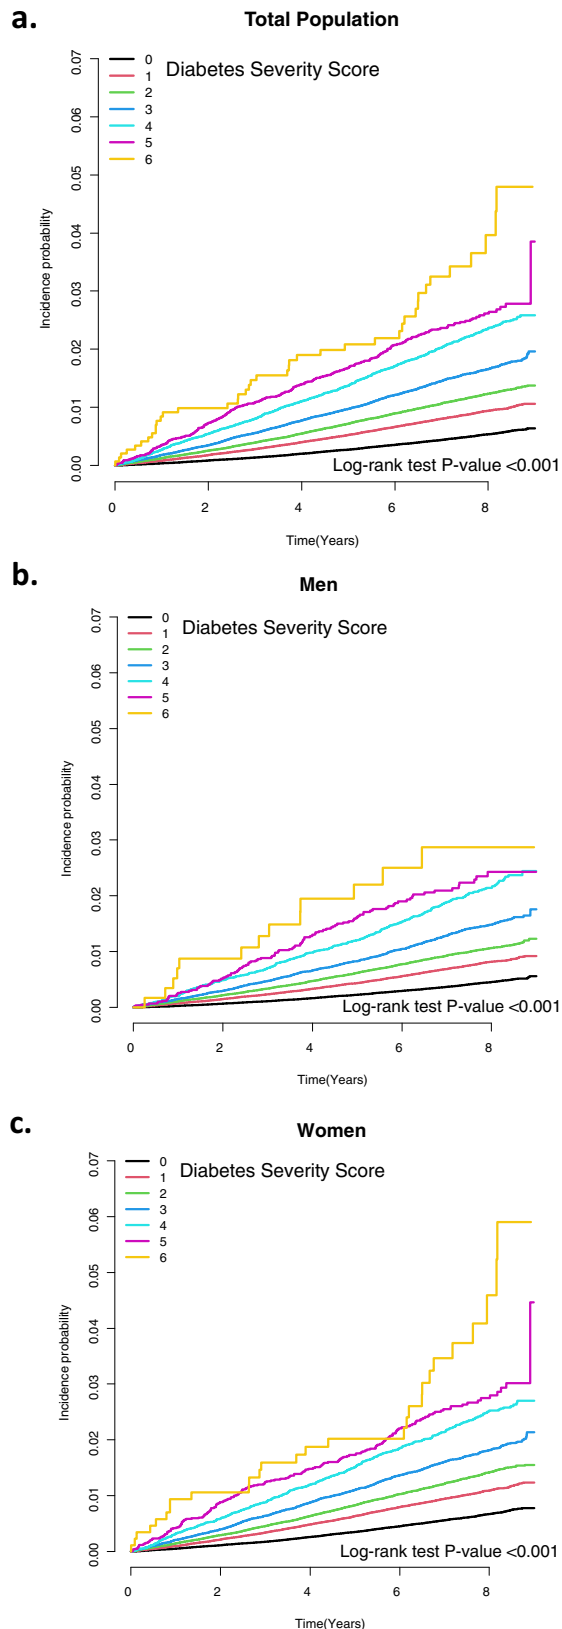 a.
Total Population
Diabetes Severity Score
0
1
2
3
4
5
6
0.07
0.06
0.05
0.04
0.03
0.02
0.01
0.00
Incidence probability
Log-rank test P-value <0.001
0 2 4 6 8
Time(Years)
b.
Men
Diabetes Severity Score
0
1
2
3
4
5
6
0.07
0.06
0.05
0.04
0.03
0.02
0.01
0.00
Incidence probability
Log-rank test P-value <0.001
0 2 4 6 8
Time(Years)
c.
Women
Diabetes Severity Score
0
1
2
3
4
5
6
0.07
0.06
0.05
0.04
0.03
0.02
0.01
0.00
Incidence probability
Log-rank test P-value <0.001
0 2 4 6 8
Time(Years)